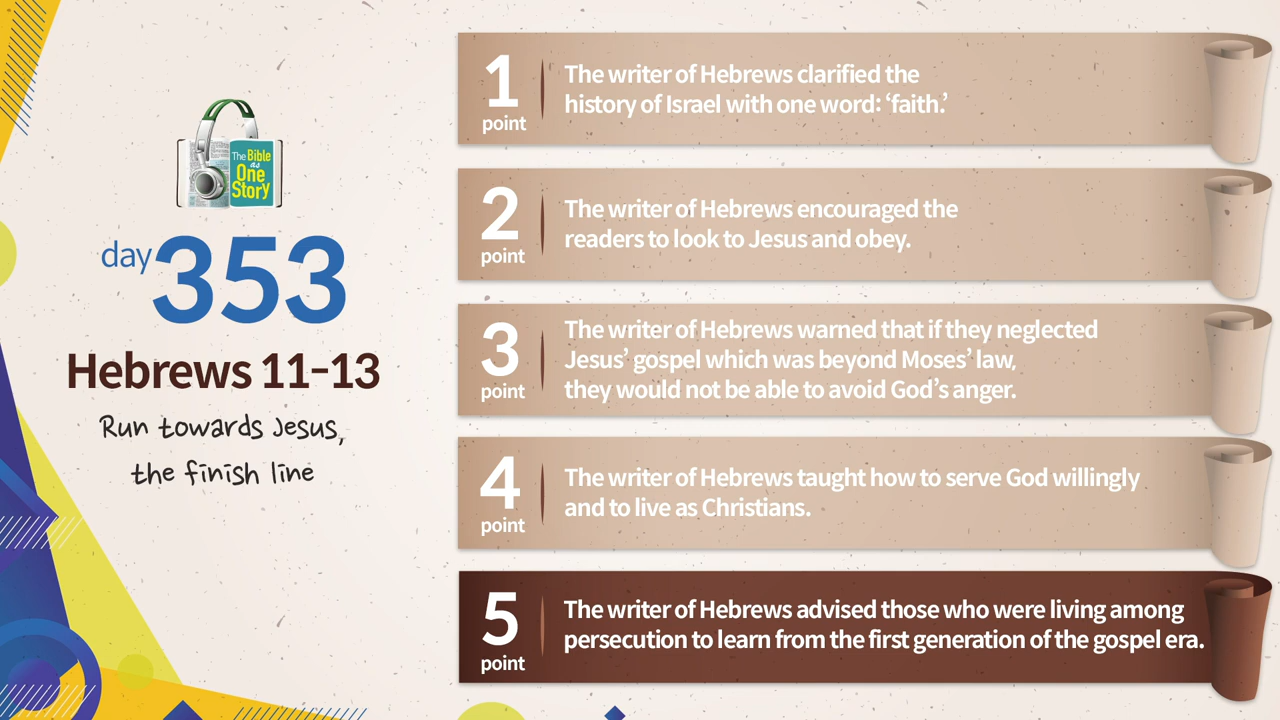 The Bible
as
One
Story
day 353
Hebrews 11-13
Run towards Jesus,
the finish line
1
point
The writer of Hebrews clarified the
history of Israel with one word: ‘faith.’
2
point
The writer of Hebrews encouraged the
readers to look to Jesus and obey.
3
point
The writer of Hebrews warned that if they neglected
Jesus’ gospel which was beyond Moses’ law,
they would not be able to avoid God’s anger.
4
point
The writer of Hebrews taught how to serve God willingly
and to live as Christians.
5
point
The writer of Hebrews advised those who were living among
persecution to learn from the first generation of the gospel era.